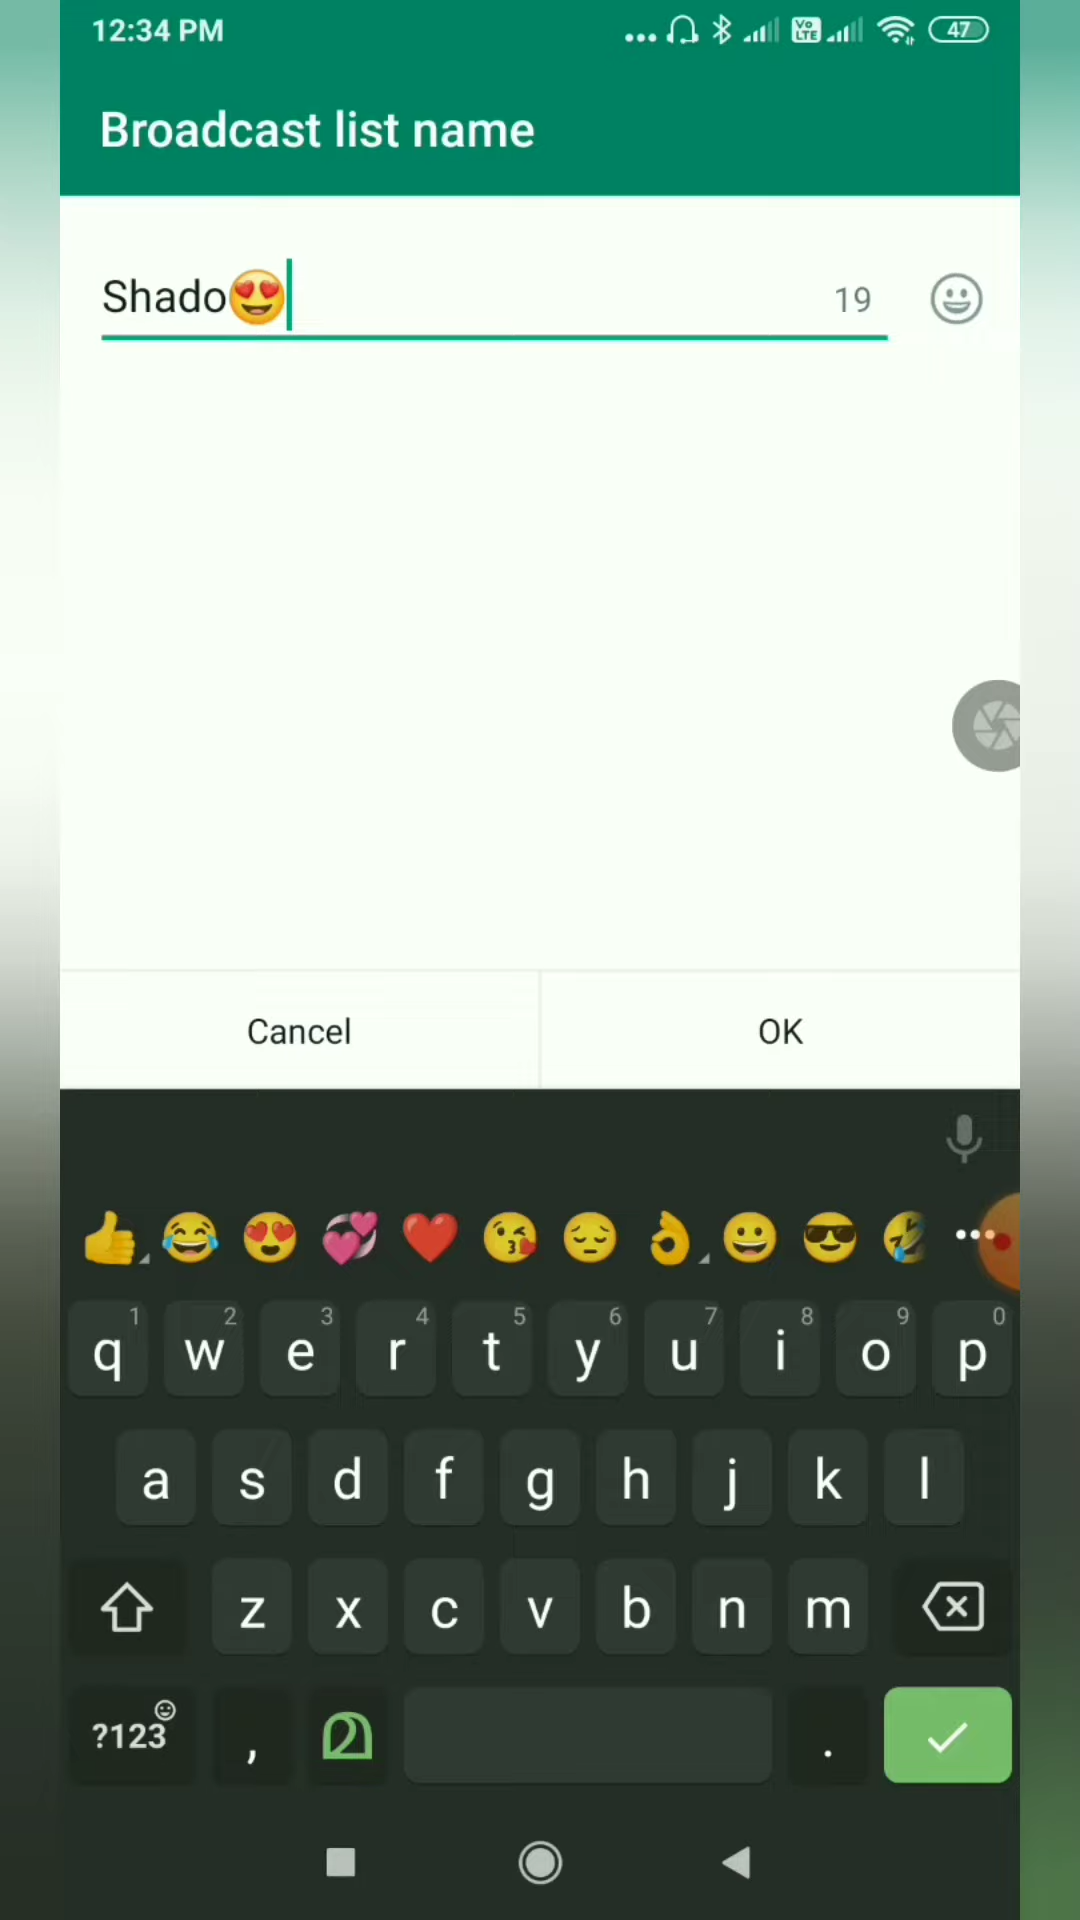 12:34 PM
VoLTE 47
Broadcast list name
Shado😍 19
Cancel OK
1 2 3 4 5 6 7 8 9 0
q w e r t y u i o p
a s d f g h j k l
z x c v b n m
?123 , മ .